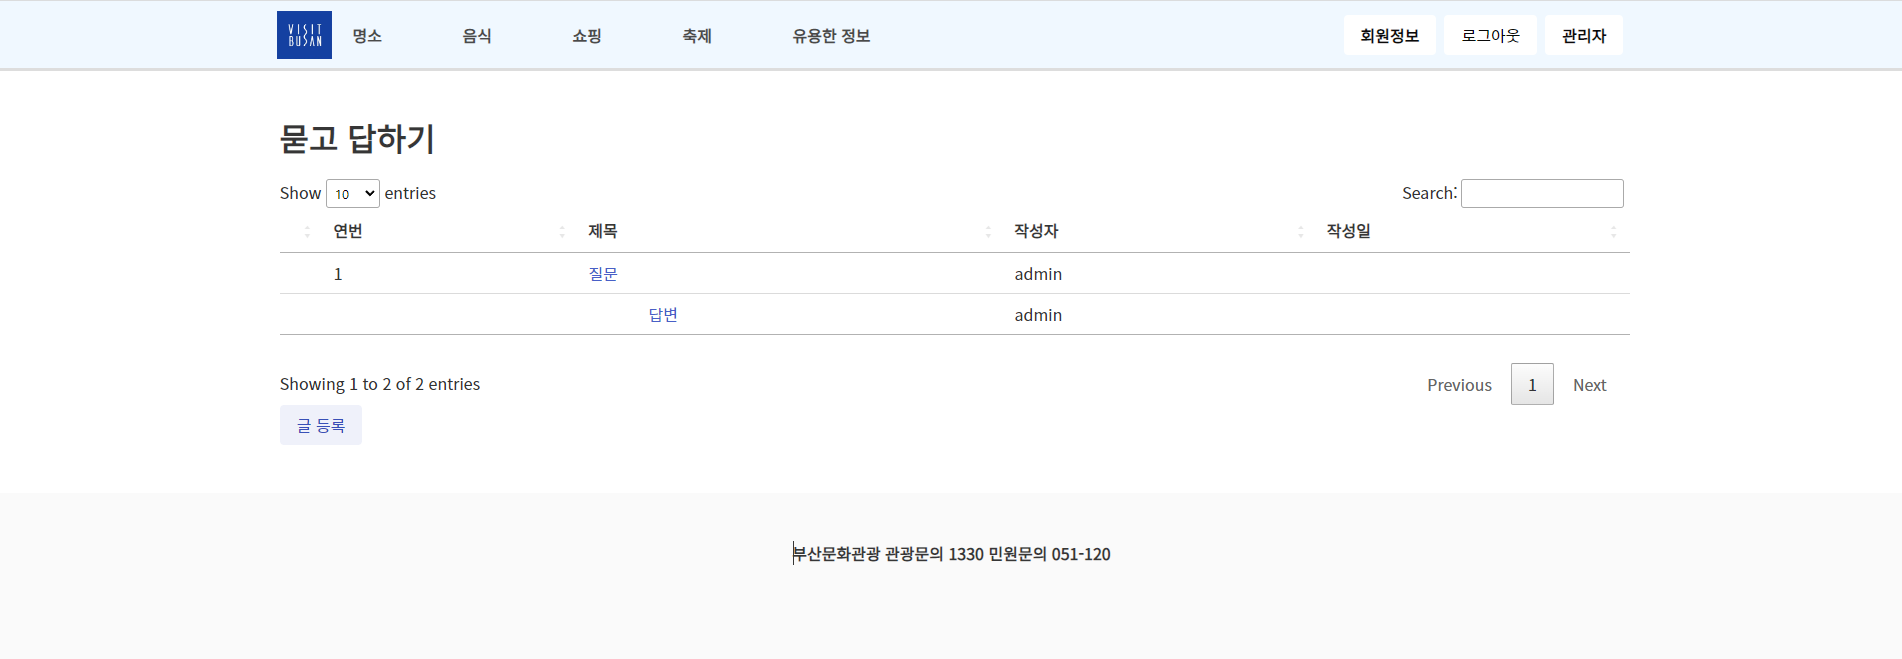 VISIT
BUSAN
명소 음식 쇼핑 축제 유용한 정보 회원정보 로그아웃 관리자
묻고 답하기
Show 10 entries Search:
연번 제목 작성자 작성일
1 질문 admin
답변 admin
Showing 1 to 2 of 2 entries Previous 1 Next
글 등록
부산문화관광 관광문의 1330 민원문의 051-120